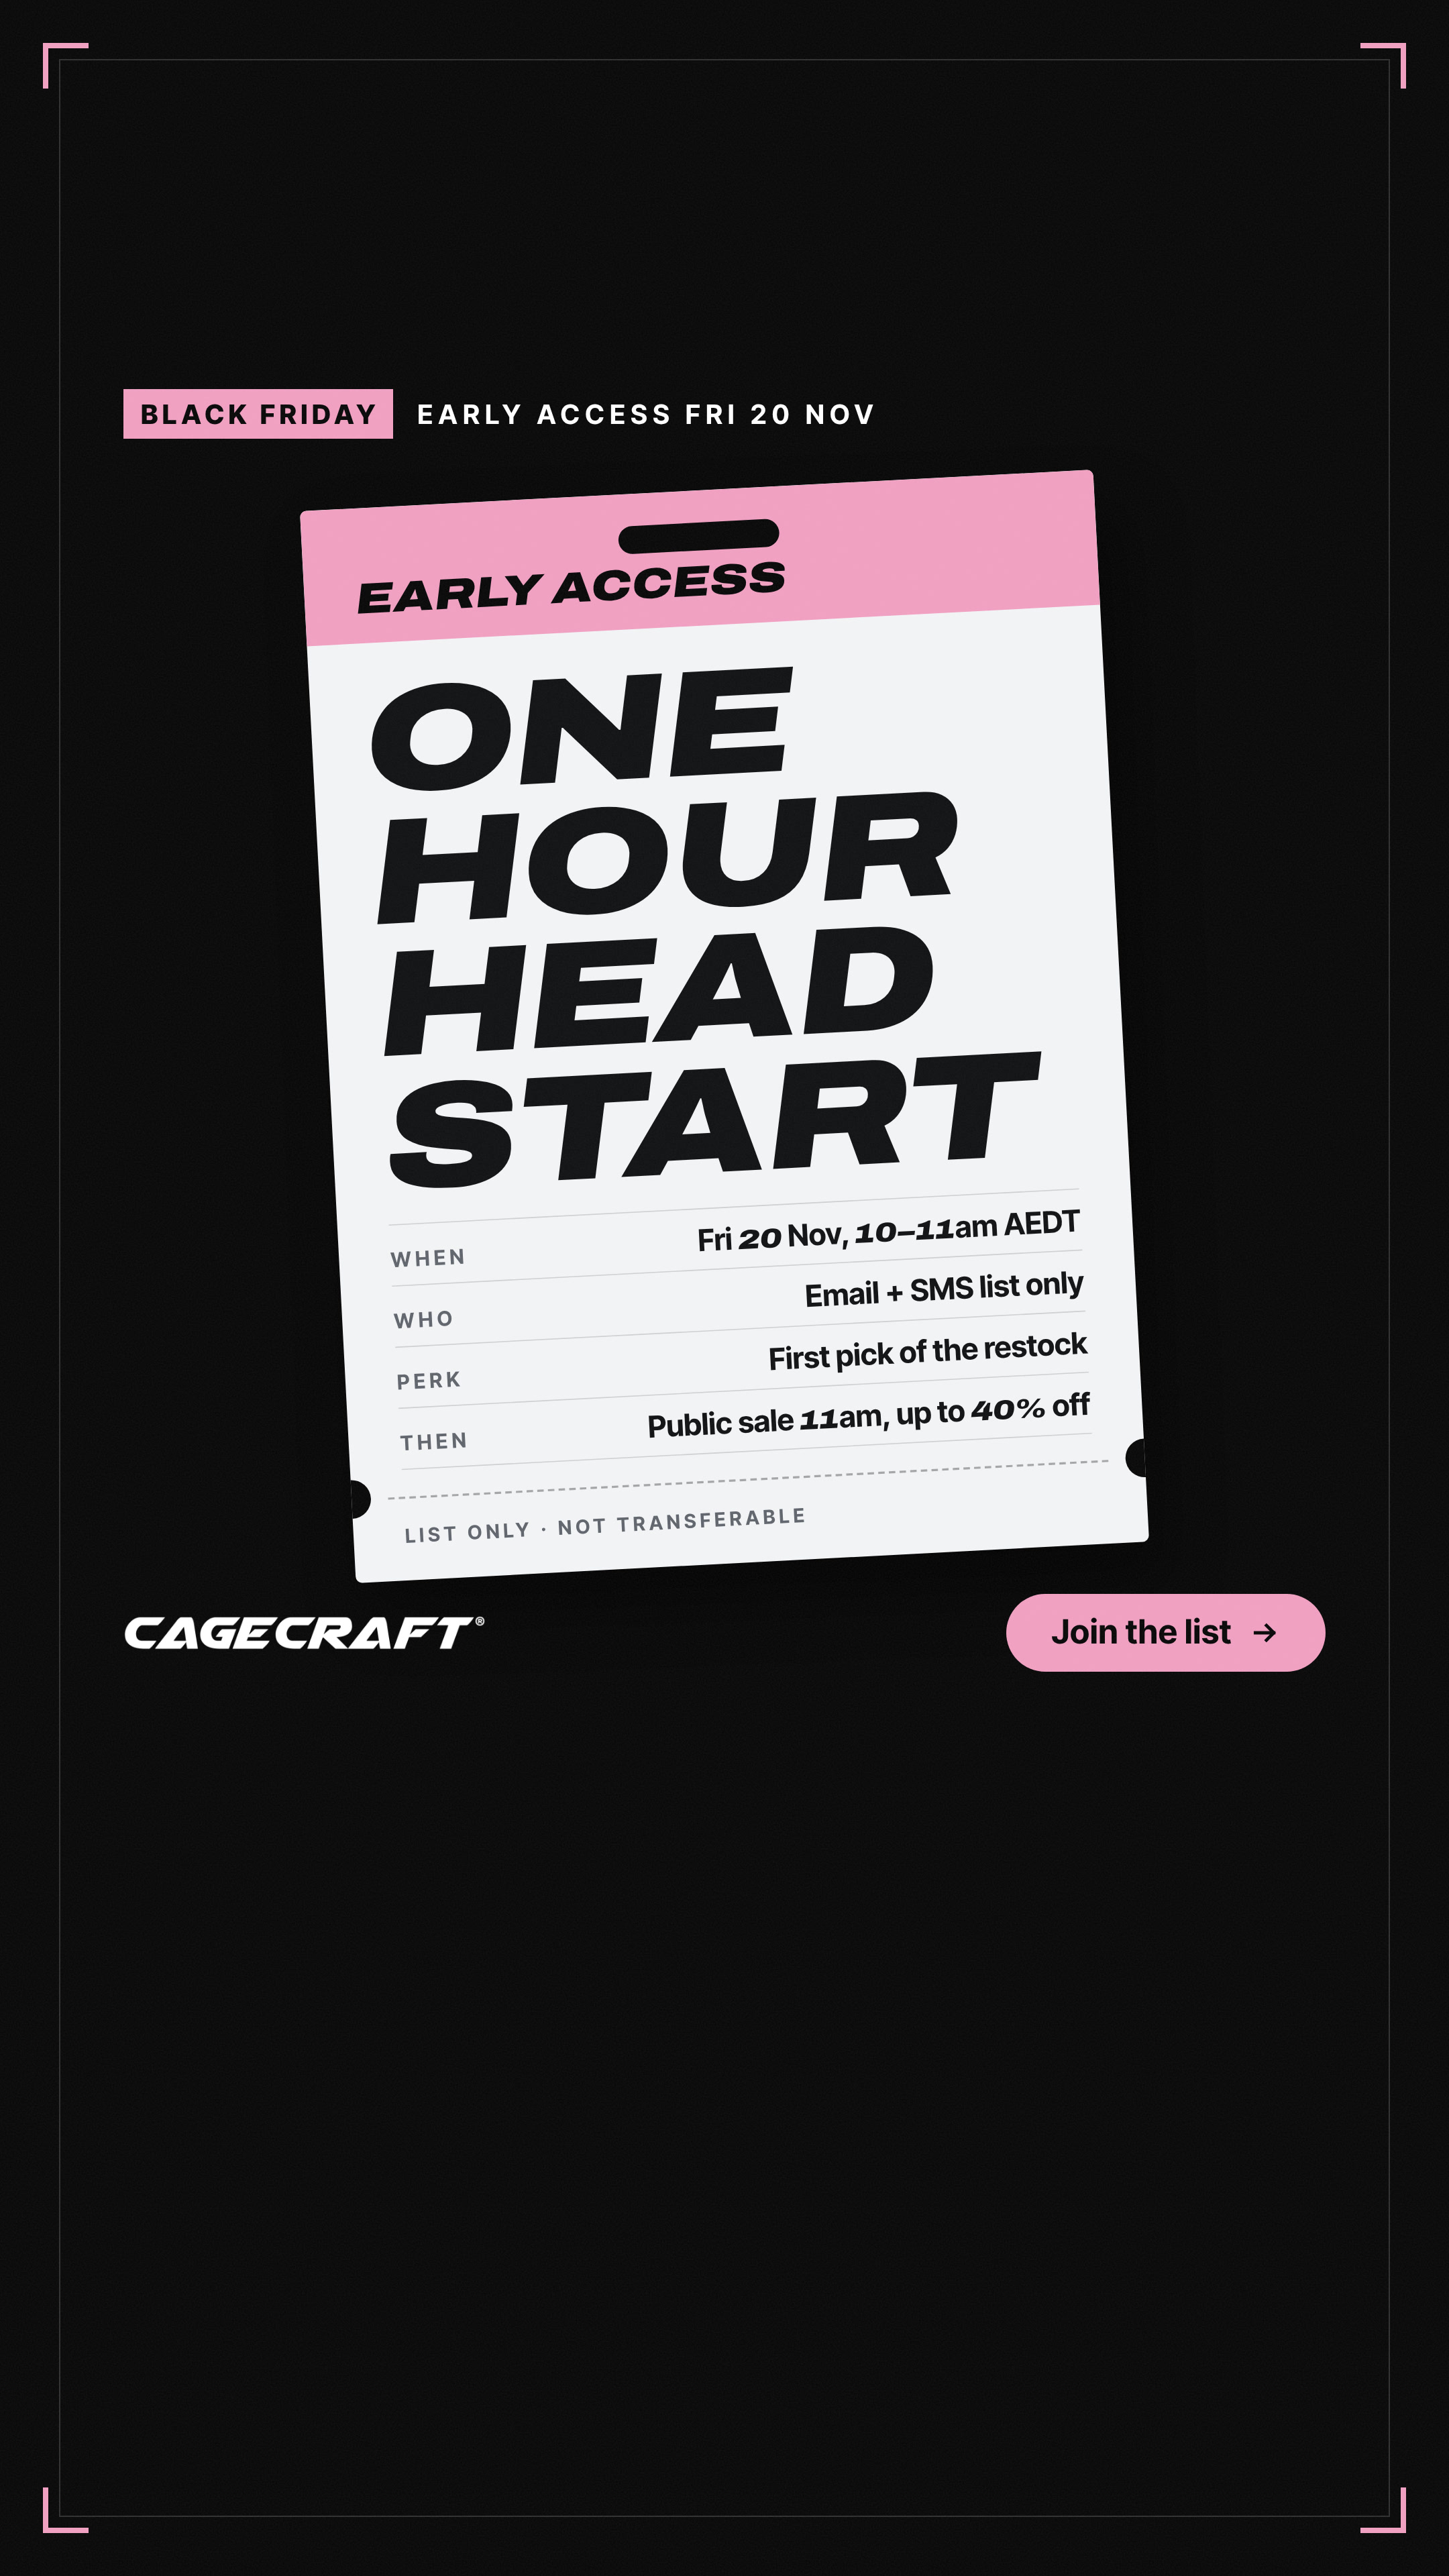 BLACK FRIDAY EARLY ACCESS FRI 20 NOV
EARLY ACCESS
ONE
HOUR
HEAD
START
WHEN Fri 20 Nov, 10–11am AEDT
WHO Email + SMS list only
PERK First pick of the restock
THEN Public sale 11am, up to 40% off
LIST ONLY · NOT TRANSFERABLE
CAGECRAFT®
Join the list →